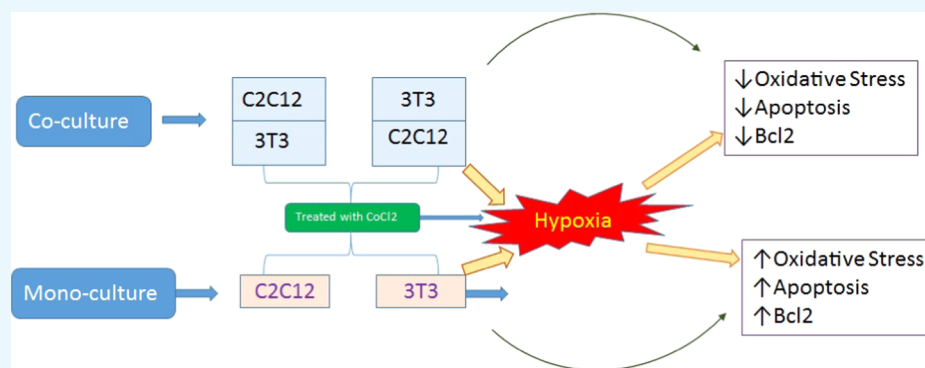 Co-culture
C2C12
3T3
3T3
C2C12
Treated with CoCl2
Hypoxia
↓Oxidative Stress
↓Apoptosis
↓Bcl2
Mono-culture
C2C12
3T3
↑Oxidative Stress
↑Apoptosis
↑Bcl2